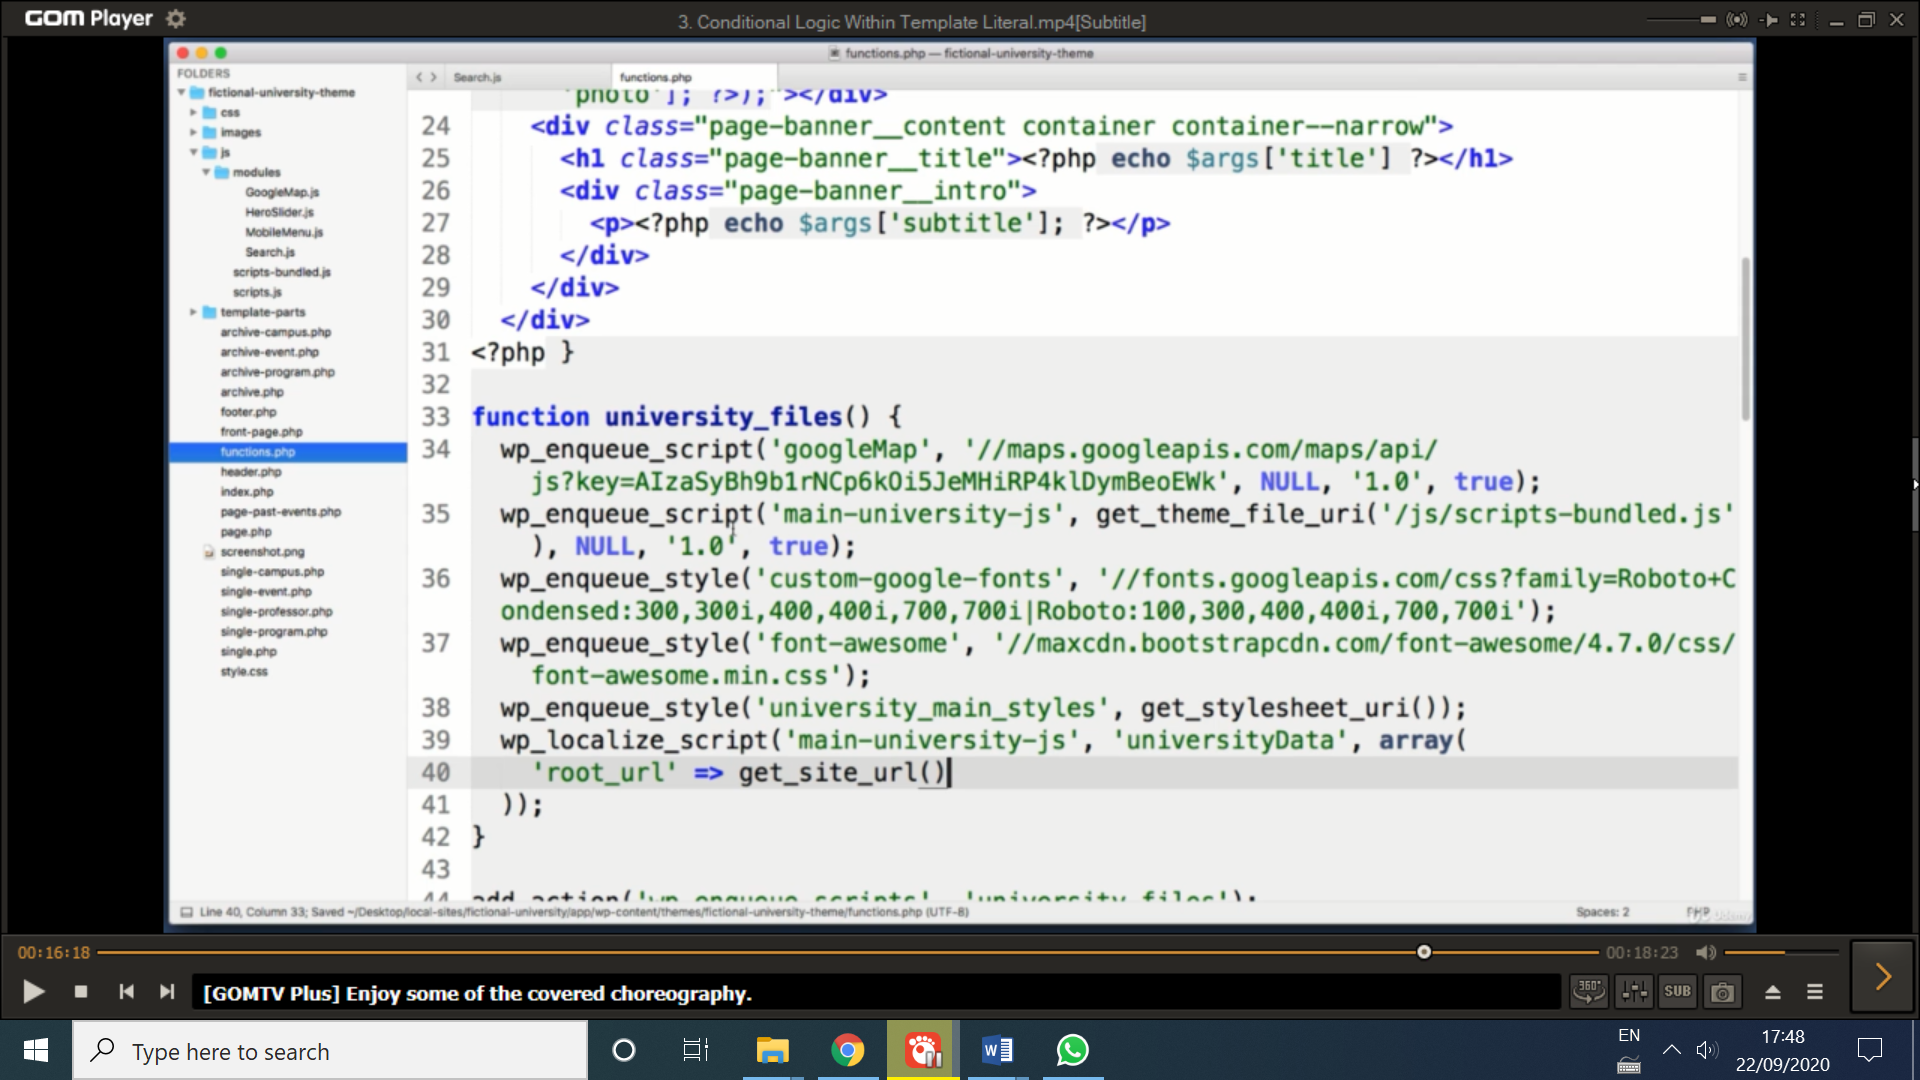 GOM Player
3. Conditional Logic Within Template Literal.mp4[Subtitle]
functions.php — fictional-university-theme
FOLDERS
fictional-university-theme
css
images
js
modules
GoogleMap.js
HeroSlider.js
MobileMenu.js
Search.js
scripts-bundled.js
scripts.js
template-parts
archive-campus.php
archive-event.php
archive-program.php
archive.php
footer.php
front-page.php
functions.php
header.php
index.php
page-past-events.php
page.php
screenshot.png
single-campus.php
single-event.php
single-professor.php
single-program.php
single.php
style.css
Search.js
functions.php
'photo']; ?>);"></div>
24 <div class="page-banner__content container container--narrow">
25 <h1 class="page-banner__title"><?php echo $args['title'] ?></h1>
26 <div class="page-banner__intro">
27 <p><?php echo $args['subtitle']; ?></p>
28 </div>
29 </div>
30 </div>
31 <?php }
32
33 function university_files() {
34 wp_enqueue_script('googleMap', '//maps.googleapis.com/maps/api/
js?key=AIzaSyBh9b1rNCp6kOi5JeMHiRP4klDymBeoEWk', NULL, '1.0', true);
35 wp_enqueue_script('main-university-js', get_theme_file_uri('/js/scripts-bundled.js'
), NULL, '1.0', true);
36 wp_enqueue_style('custom-google-fonts', '//fonts.googleapis.com/css?family=Roboto+C
ondensed:300,300i,400,400i,700,700i|Roboto:100,300,400,400i,700,700i');
37 wp_enqueue_style('font-awesome', '//maxcdn.bootstrapcdn.com/font-awesome/4.7.0/css/
font-awesome.min.css');
38 wp_enqueue_style('university_main_styles', get_stylesheet_uri());
39 wp_localize_script('main-university-js', 'universityData', array(
40 'root_url' => get_site_url()
41 ));
42 }
43
44 add_action('wp_enqueue_scripts', 'university_files');
Line 40, Column 33; Saved ~/Desktop/local-sites/fictional-university/app/wp-content/themes/fictional-university-theme/functions.php (UTF-8)
Spaces: 2
PHP
Udemy
00:16:18
00:18:23
[GOMTV Plus] Enjoy some of the covered choreography.
360°
SUB
Type here to search
EN
17:48
22/09/2020